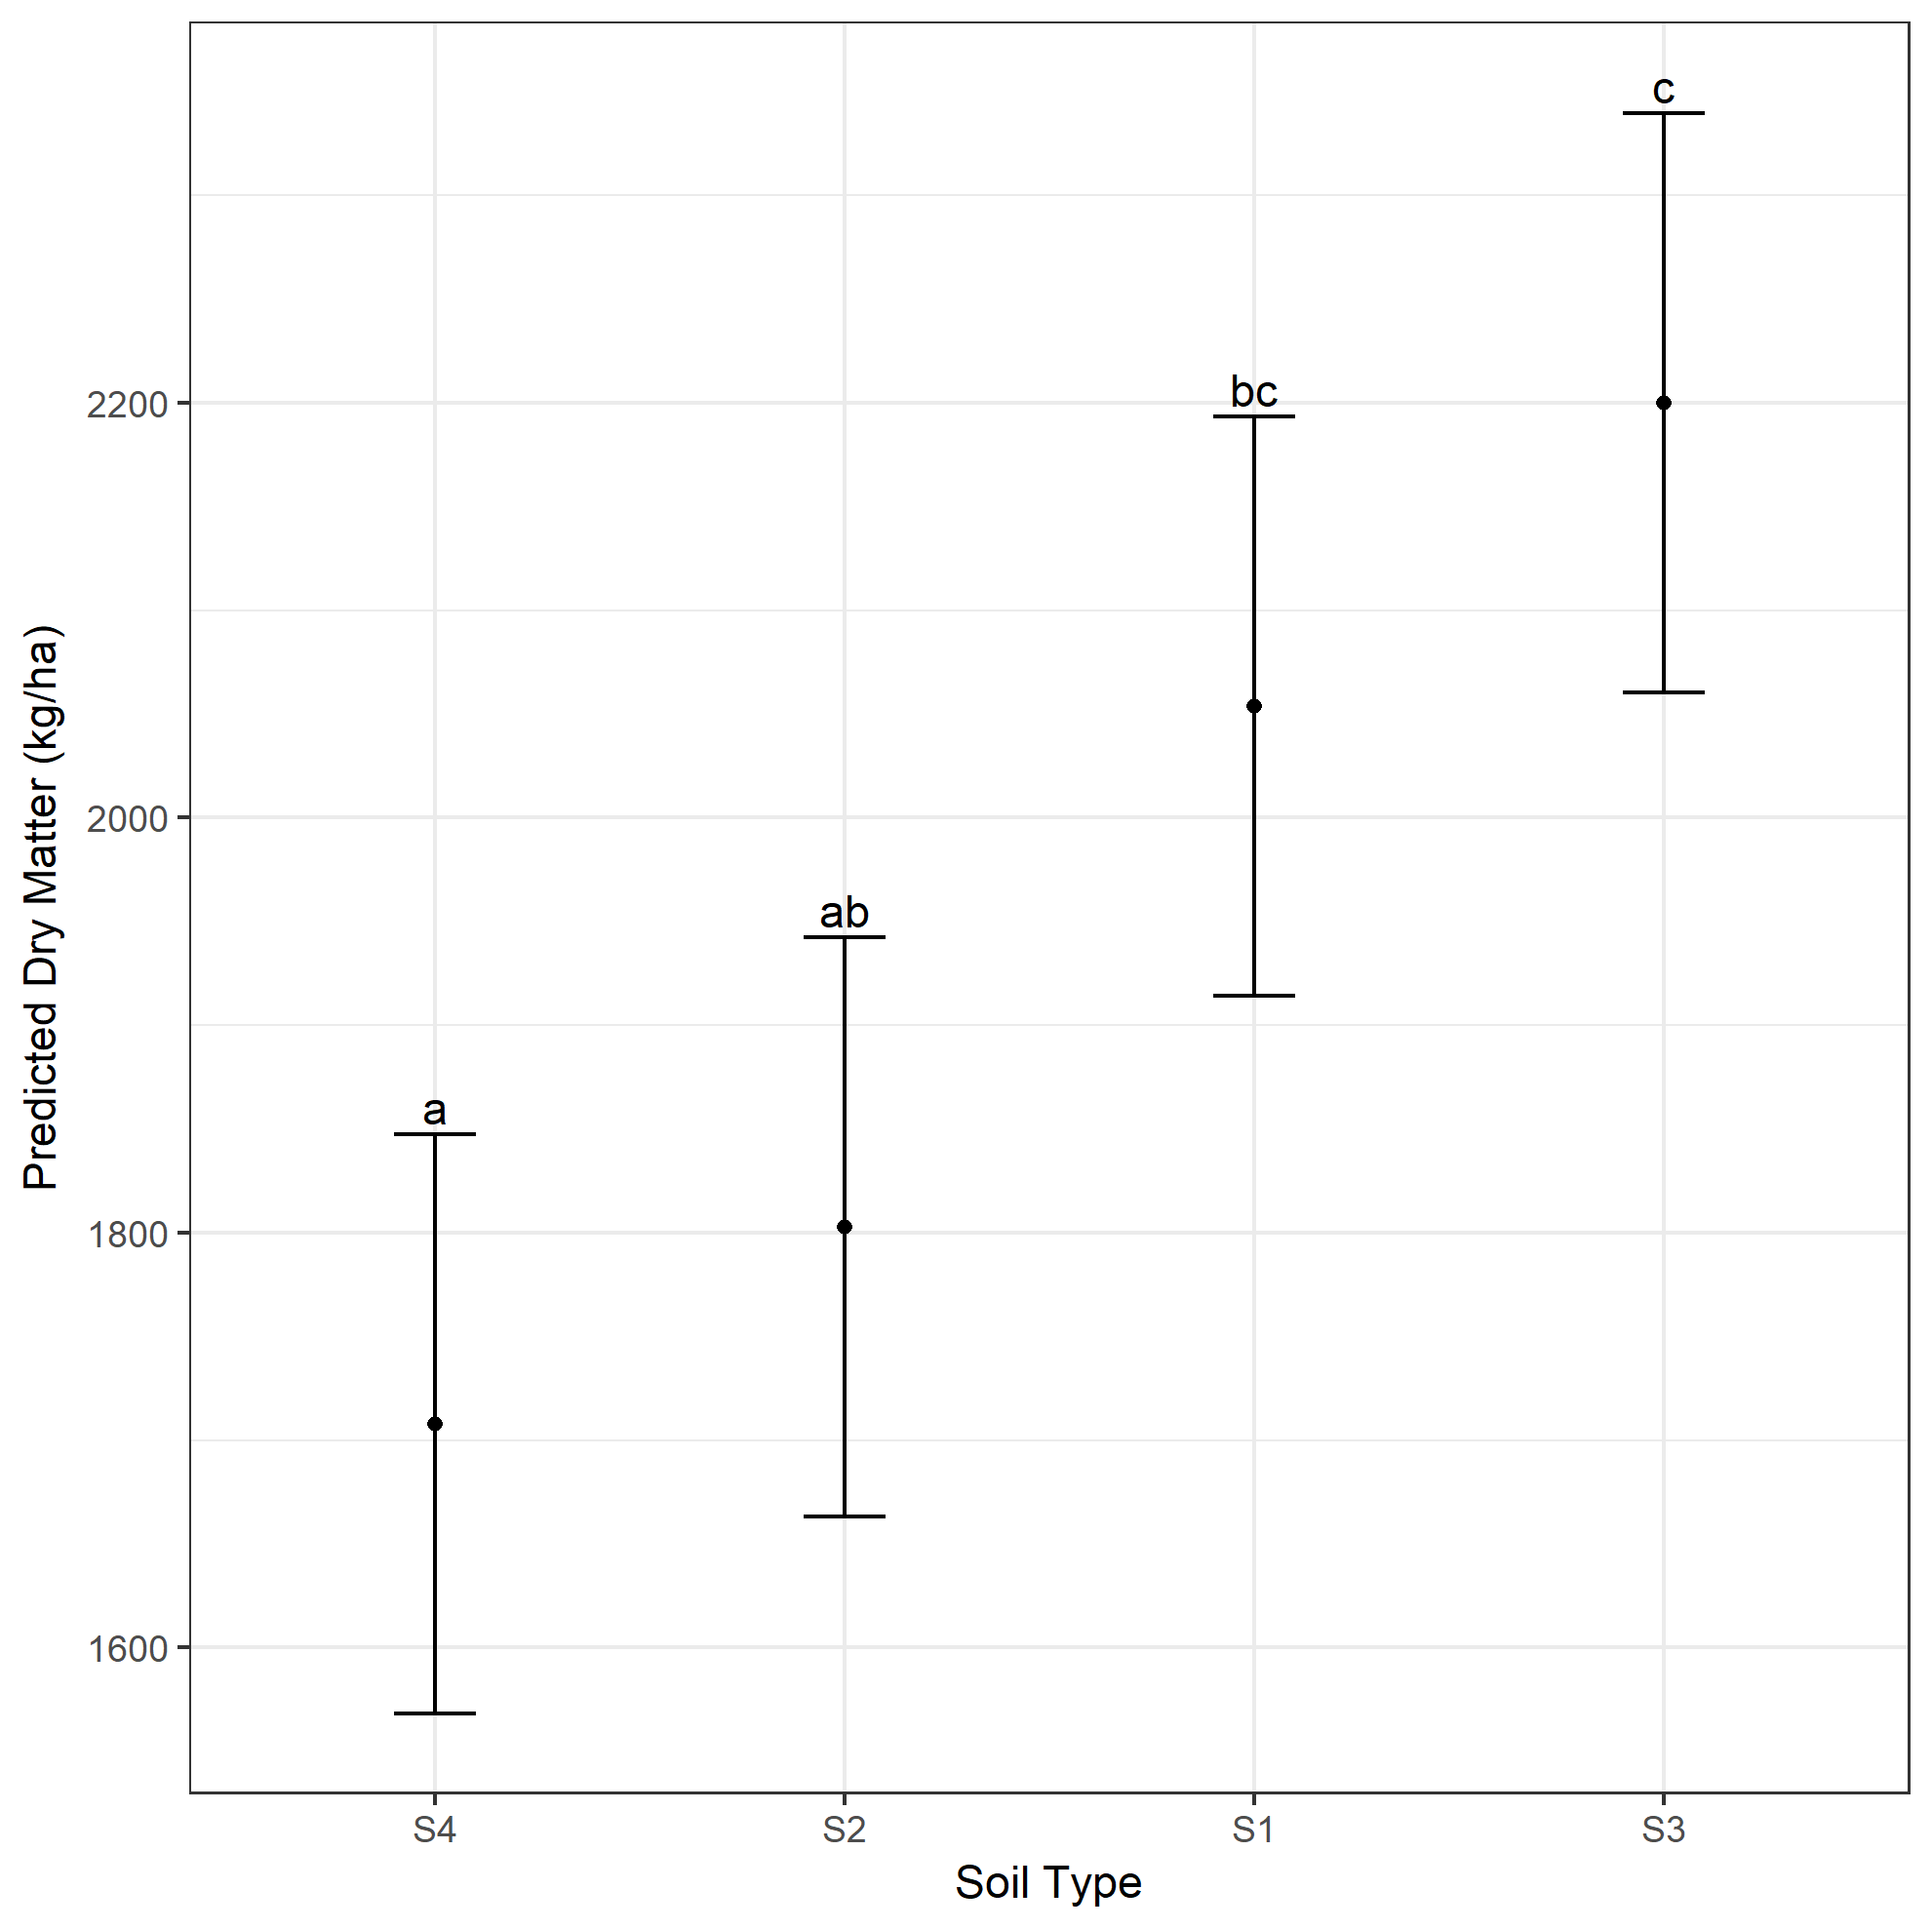 c
bc
2200
2000
ab
a
1800
1600
Predicted Dry Matter (kg/ha)
S4 S2 S1 S3
Soil Type